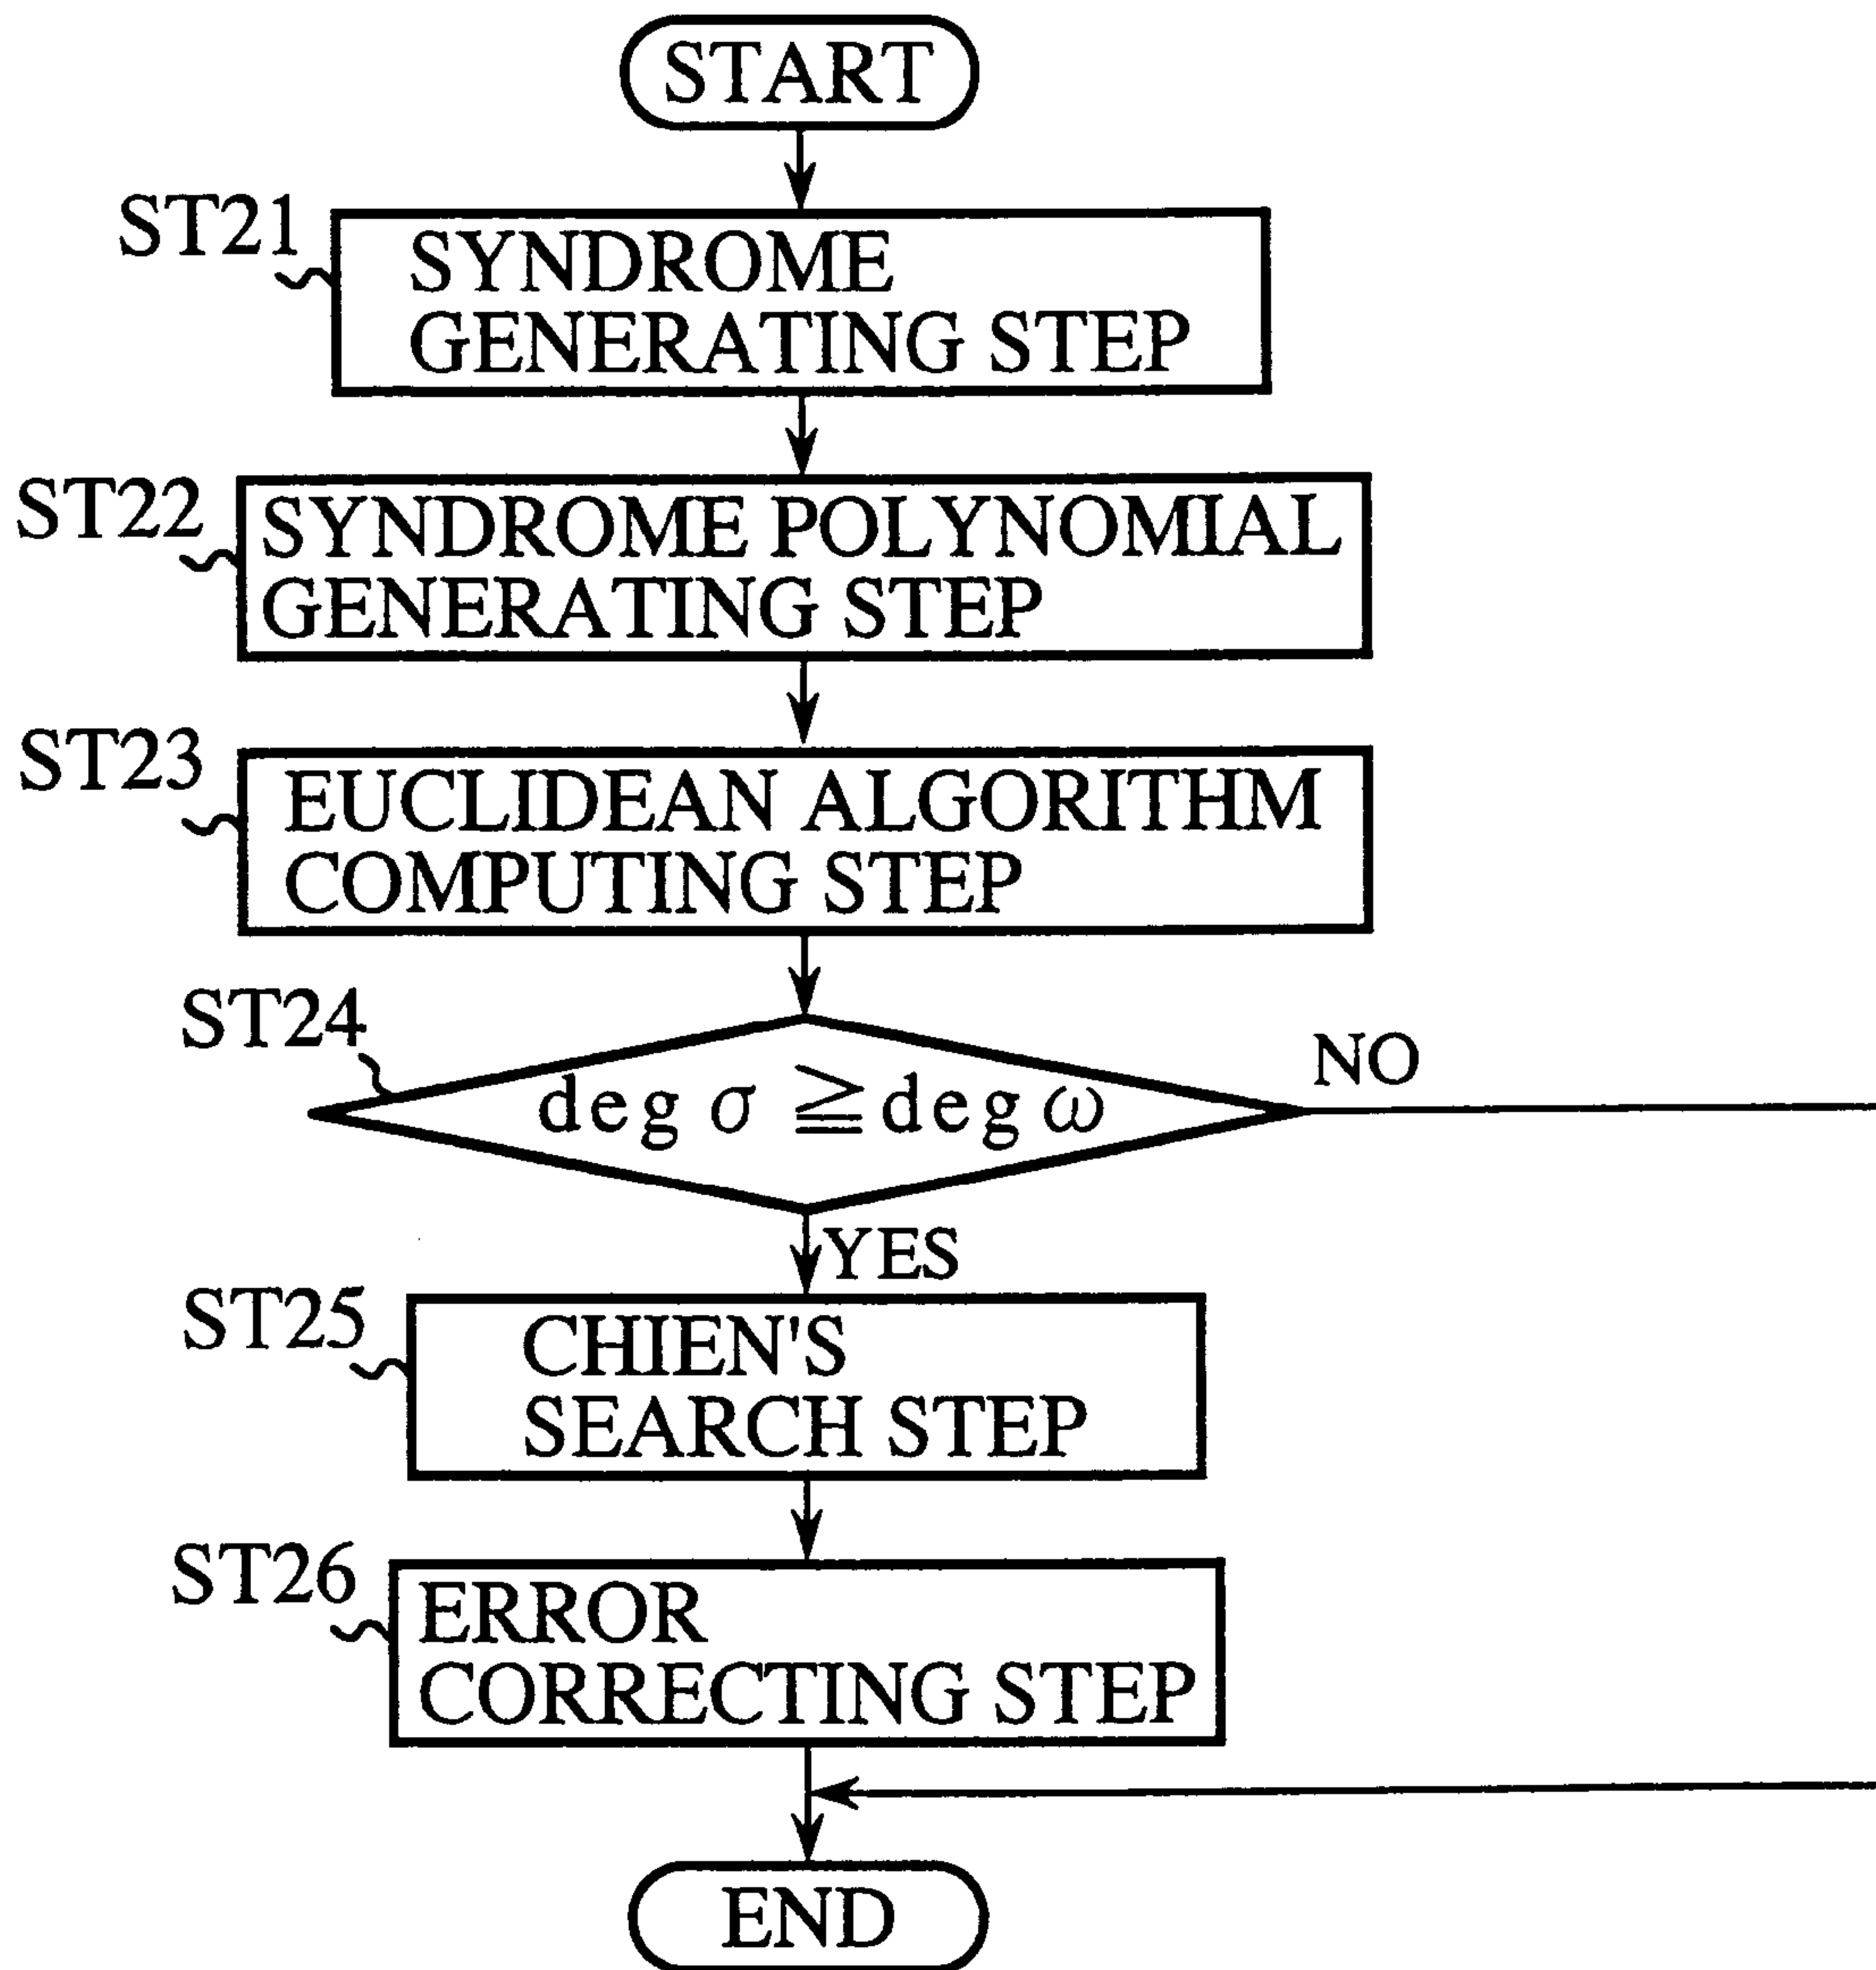 START
ST21
SYNDROME
GENERATING STEP
ST22
SYNDROME POLYNOMIAL
GENERATING STEP
ST23
EUCLIDEAN ALGORITHM
COMPUTING STEP
ST24
deg σ ≧ deg ω
NO
YES
ST25
CHIEN'S
SEARCH STEP
ST26
ERROR
CORRECTING STEP
END